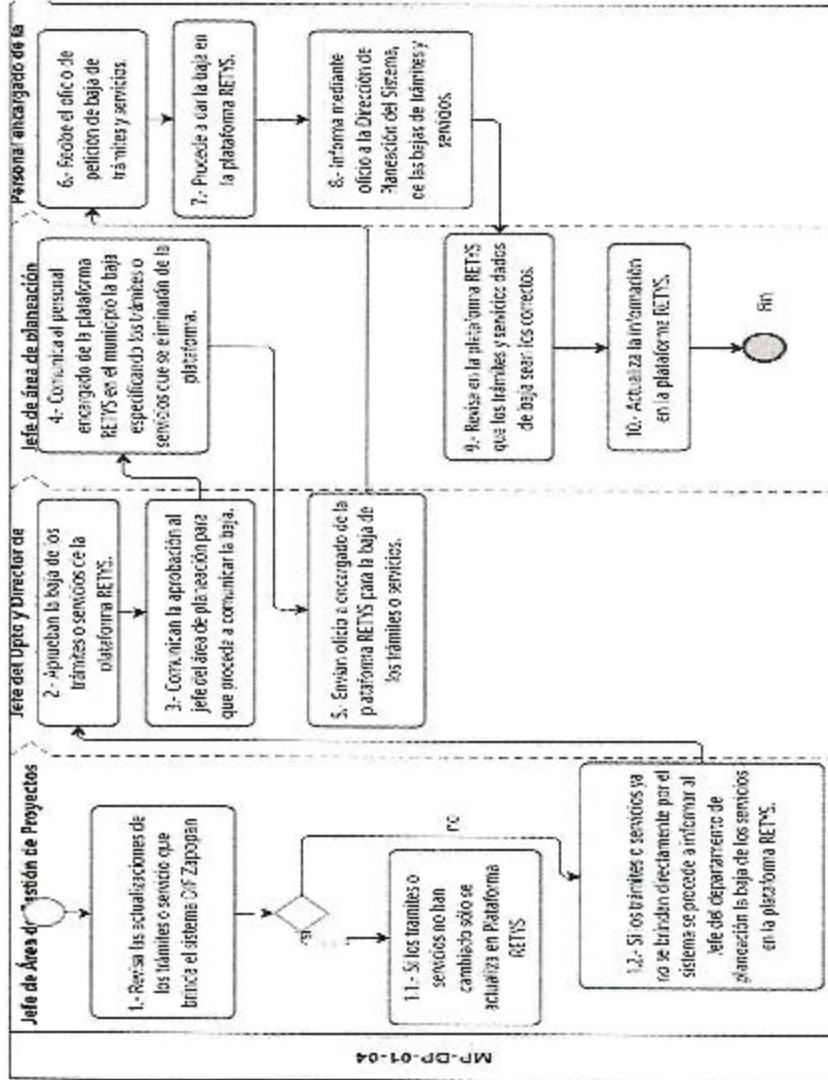 MP-DP-01-04
Jefe de Área de Gestión de Proyectos
1.- Revisa las actualizaciones de
los trámites o servicio que
brinda el sistema DIF Zapopan
si
no
1.1.- Si los tramites o
servicios no han
cambiado sólo se
actualiza en Plataforma
RETYS
1.2.- Si los trámites o servicios ya
no se brinden directamente por el
sistema se procede a informar al
Jefe del departamento de
planeación la baja de los servicios
en la plataforma RETYS.
Jefe del Dpto y Director de
2.- Aprueban la baja de los
trámites o servicios de la
plataforma RETYS.
3.- Comunican la aprobación al
jefe del área de planeación para
que proceda a comunicar la baja.
5.- Envían oficio a encargado de la
plataforma RETYS para la baja de
los trámites o servicios.
Jefe de área de planeación
4.- Comunica al personal
encargado de la plataforma
RETYS en el municipio la baja
especificando los trámites o
servicios que se eliminarán de la
plataforma.
9.- Revisa en la plataforma RETYS
que los trámites y servicios dados
de baja sean los correctos.
10.- Actualiza la información
en la plataforma RETYS.
Fin
Personal encargado de la
6.- Recibe el oficio de
petición de baja de
trámites y servicios.
7.- Procede a dar la baja en
la plataforma RETYS.
8.- Informa mediante
oficio a la Dirección de
Planeación del Sistema,
de las bajas de trámites y
servicios.